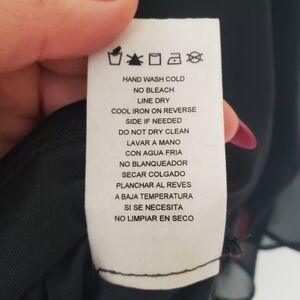 HAND WASH COLD
NO BLEACH
LINE DRY
COOL IRON ON REVERSE
SIDE IF NEEDED
DO NOT DRY CLEAN
LAVAR A MANO
CON AGUA FRIA
NO BLANQUEADOR
SECAR COLGADO
PLANCHAR AL REVES
A BAJA TEMPERATURA
SI SE NECESITA
NO LIMPIAR EN SECO